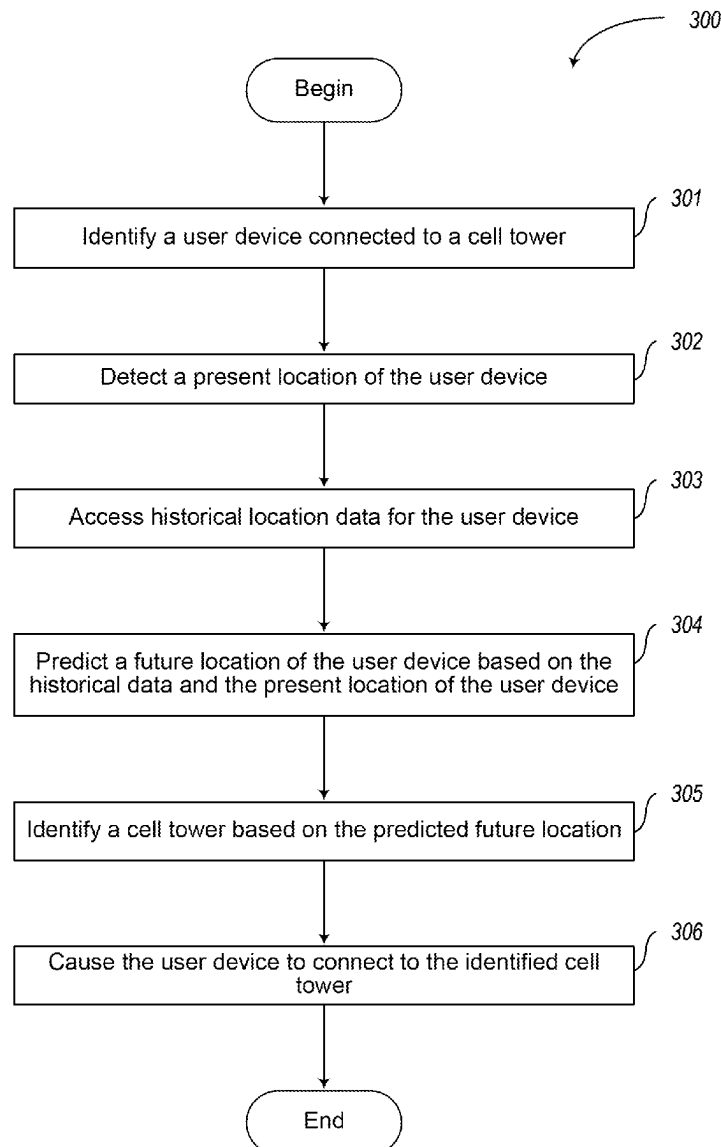 300
Begin
301
Identify a user device connected to a cell tower
302
Detect a present location of the user device
303
Access historical location data for the user device
304
Predict a future location of the user device based on the
historical data and the present location of the user device
305
Identify a cell tower based on the predicted future location
306
Cause the user device to connect to the identified cell
tower
End